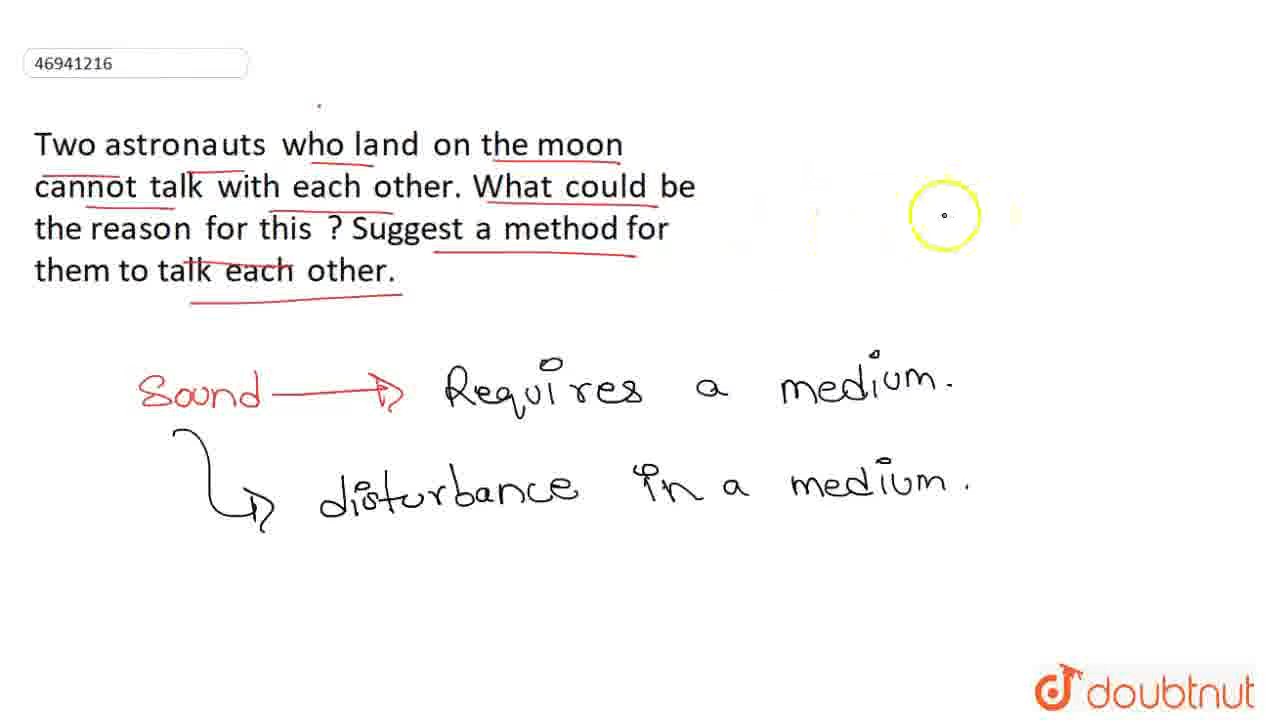 46941216
Two astronauts who land on the moon
cannot talk with each other. What could be
the reason for this ? Suggest a method for
them to talk each other.
Sound → Requires a medium.
↳ disturbance in a medium.
doubtnut